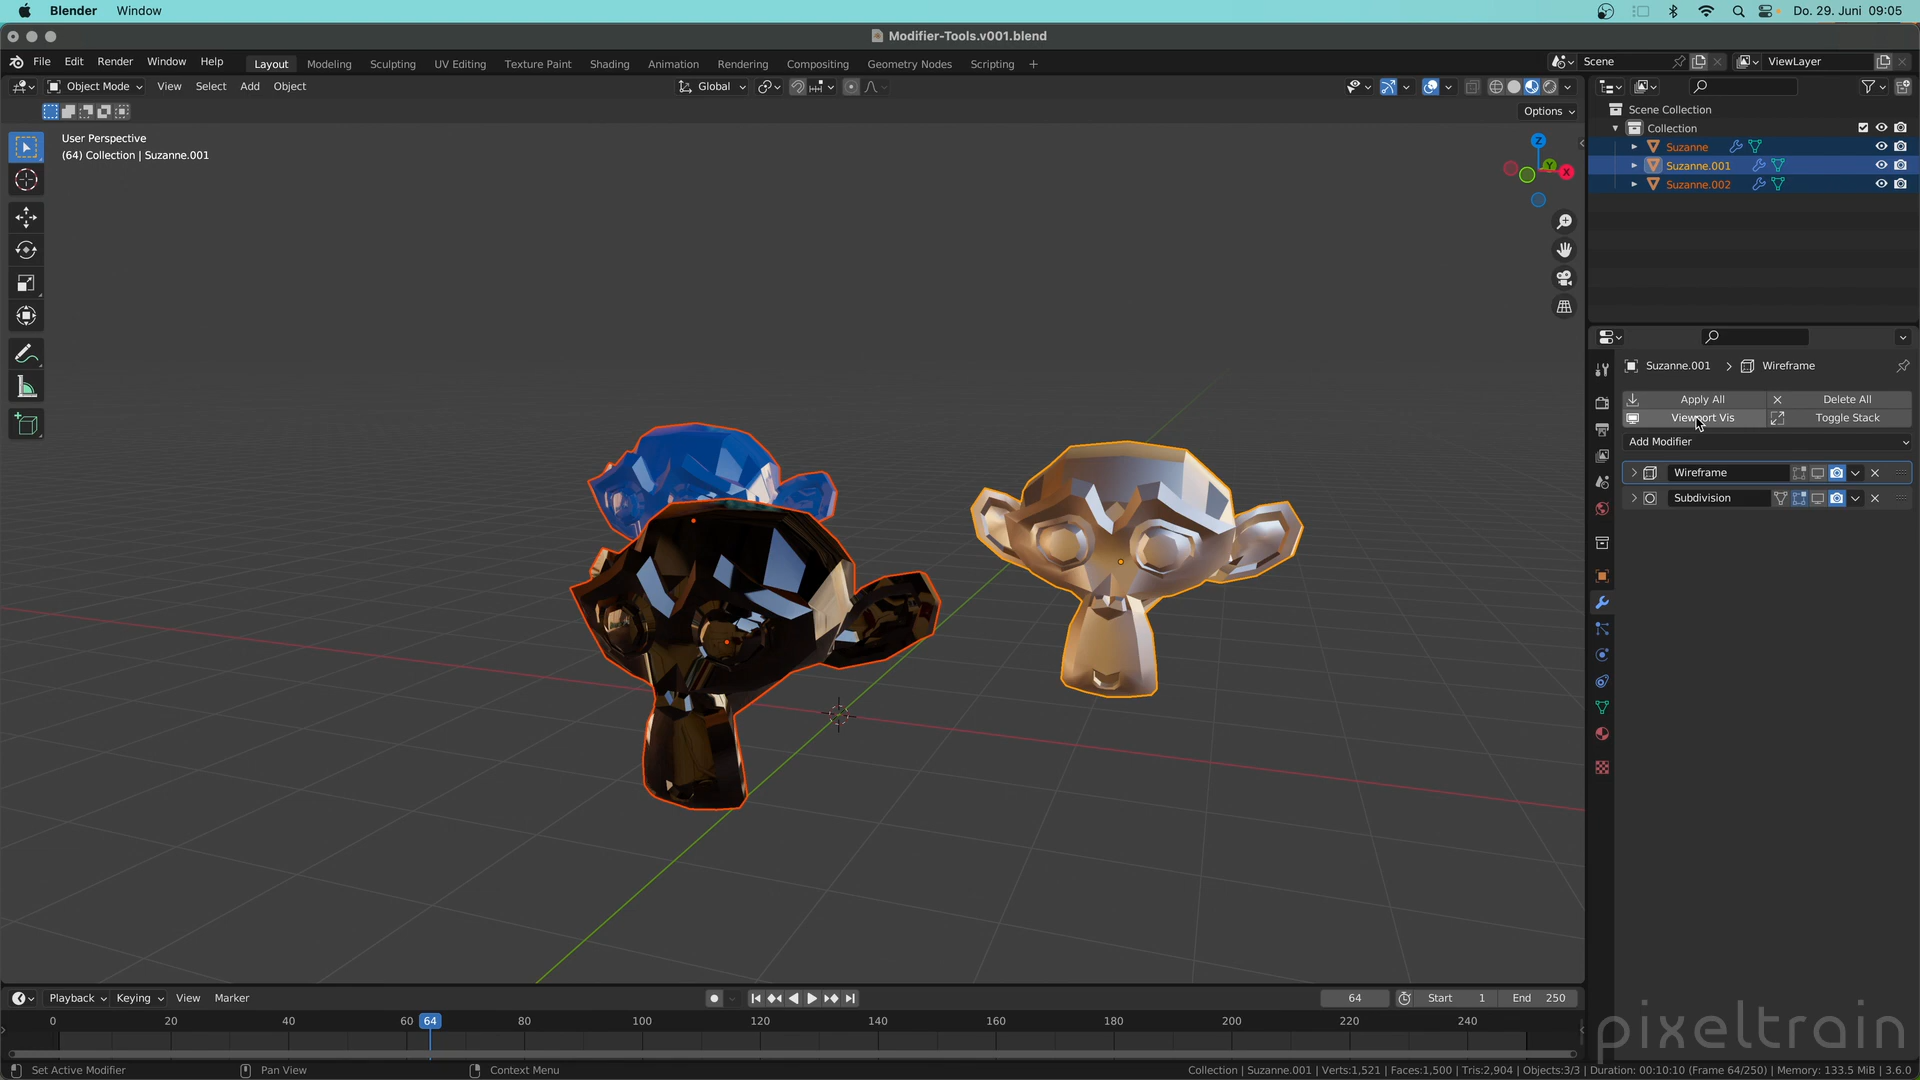 Blender Window Do. 29. Juni 09:05
Modifier-Tools.v001.blend
File Edit Render Window Help Layout Modeling Sculpting UV Editing Texture Paint Shading Animation Rendering Compositing Geometry Nodes Scripting + Scene ViewLayer
Object Mode View Select Add Object Global
Options
User Perspective
(64) Collection | Suzanne.001
Z
Y
X
Scene Collection
Collection
Suzanne
Suzanne.001
Suzanne.002
Suzanne.001 > Wireframe
Apply All Delete All
Viewport Vis Toggle Stack
Add Modifier
Wireframe
Subdivision
Playback Keying View Marker 64 Start 1 End 250
0 20 40 60 64 80 100 120 140 160 180 200 220 240
pixeltrain
Set Active Modifier Pan View Context Menu Collection | Suzanne.001 | Verts:1,521 | Faces:1,500 | Tris:2,904 | Objects:3/3 | Duration: 00:10:10 (Frame 64/250) | Memory: 133.5 MiB | 3.6.0